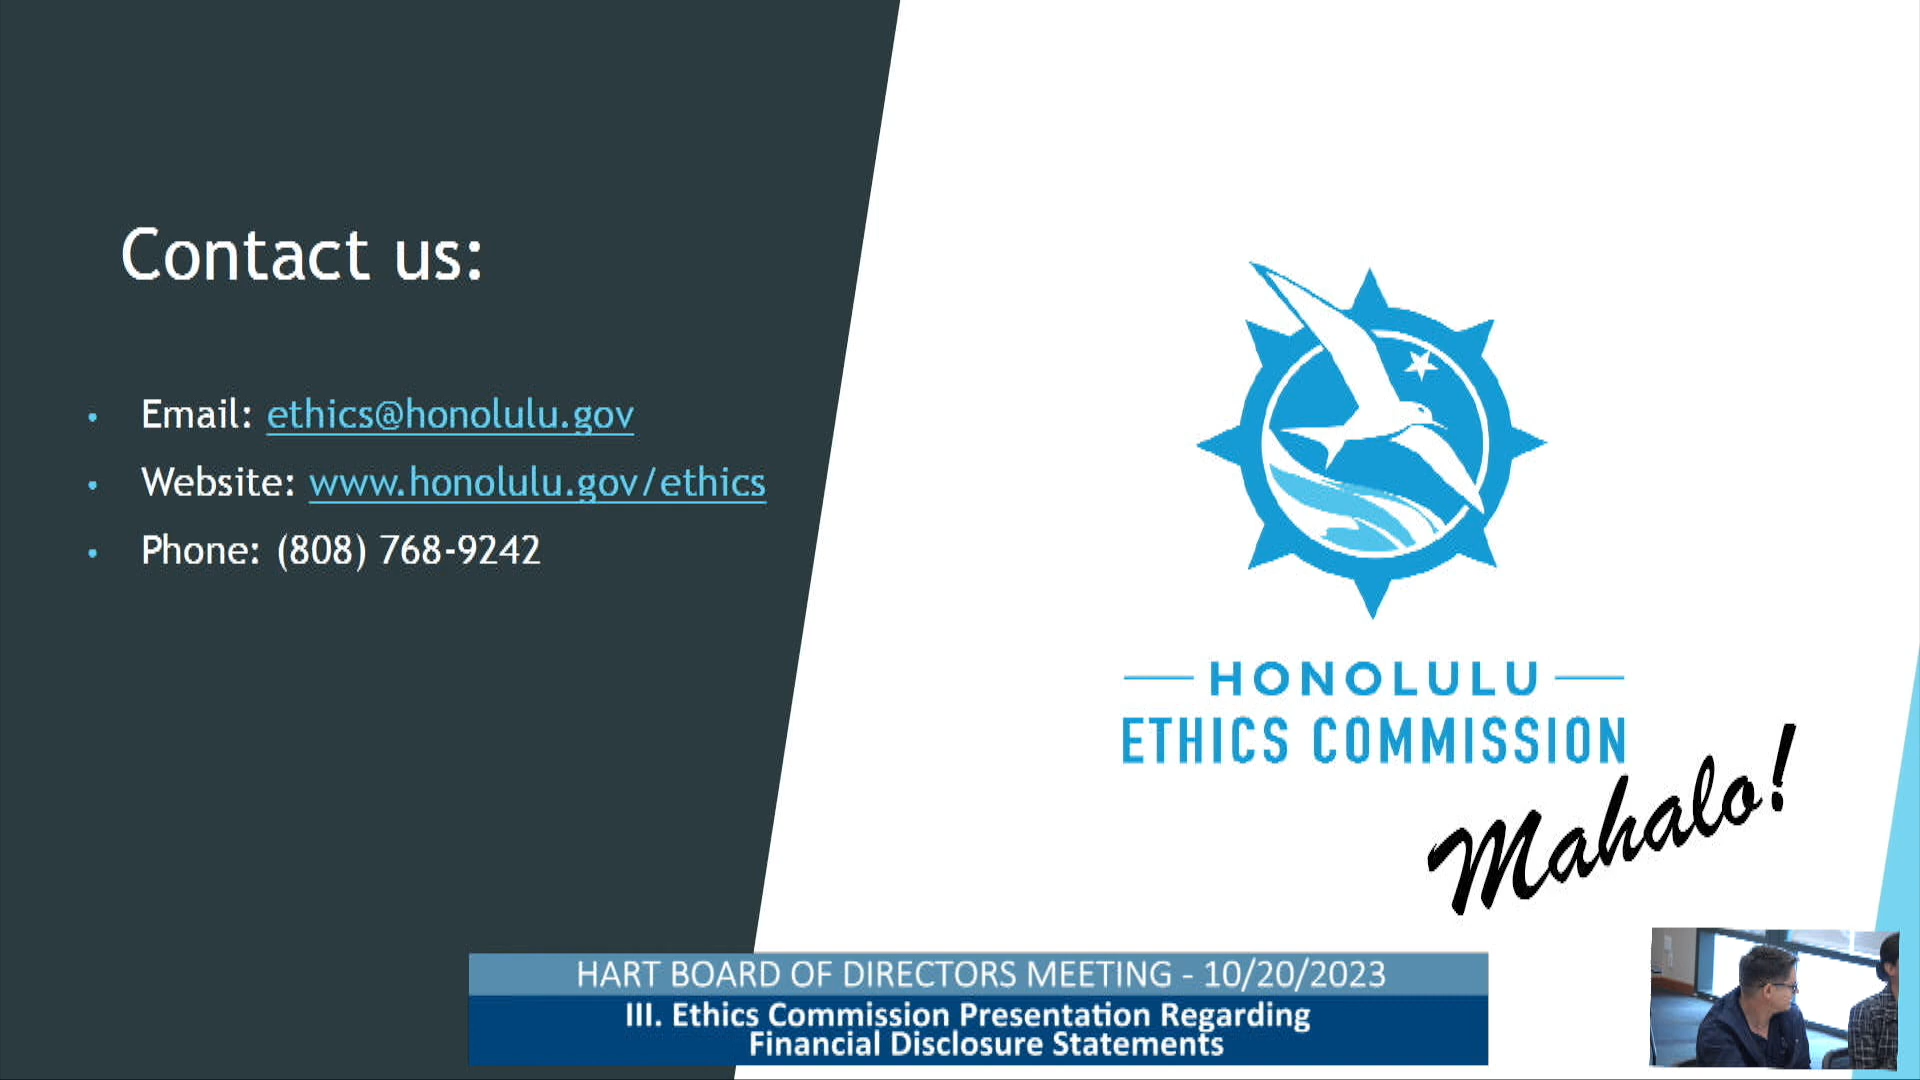 Contact us:
• Email: ethics@honolulu.gov
• Website: www.honolulu.gov/ethics
• Phone: (808) 768-9242
HONOLULU
ETHICS COMMISSION
Mahalo!
HART BOARD OF DIRECTORS MEETING - 10/20/2023
III. Ethics Commission Presentation Regarding
Financial Disclosure Statements